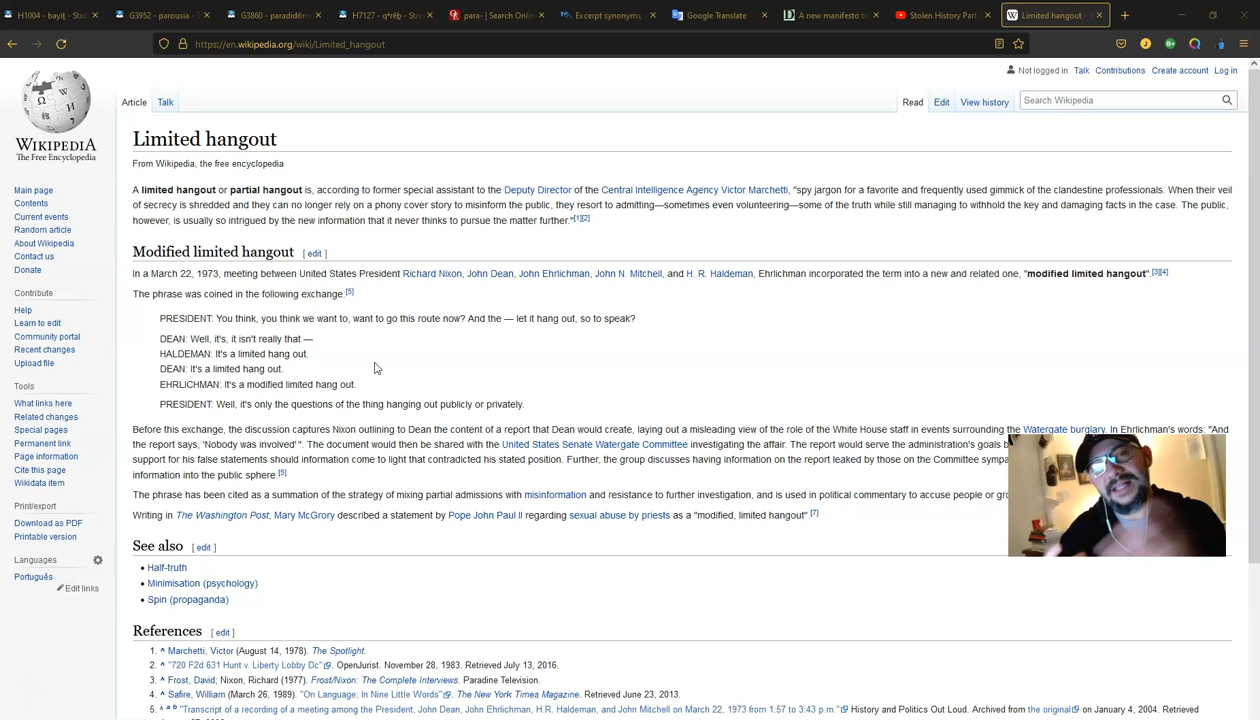 H1004 - bayiṯ - Stro
G3952 - parousia - S
G3860 - paradidōm
H7127 - qᵊrēḇ - Stro
para- | Search Onlin
Excerpt synonyms,
Google Translate
A new manifesto to
Stolen History Part
Limited hangout -
https://en.wikipedia.org/wiki/Limited_hangout
Not logged in Talk Contributions Create account Log in
Article Talk Read Edit View history Search Wikipedia
WIKIPEDIA
The Free Encyclopedia
Main page
Contents
Current events
Random article
About Wikipedia
Contact us
Donate
Contribute
Help
Learn to edit
Community portal
Recent changes
Upload file
Tools
What links here
Related changes
Special pages
Permanent link
Page information
Cite this page
Wikidata item
Print/export
Download as PDF
Printable version
Languages
Português
Edit links
Limited hangout
From Wikipedia, the free encyclopedia
A limited hangout or partial hangout is, according to former special assistant to the Deputy Director of the Central Intelligence Agency Victor Marchetti, "spy jargon for a favorite and frequently used gimmick of the clandestine professionals. When their veil
of secrecy is shredded and they can no longer rely on a phony cover story to misinform the public, they resort to admitting—sometimes even volunteering—some of the truth while still managing to withhold the key and damaging facts in the case. The public,
however, is usually so intrigued by the new information that it never thinks to pursue the matter further."[1][2]
Modified limited hangout [ edit ]
In a March 22, 1973, meeting between United States President Richard Nixon, John Dean, John Ehrlichman, John N. Mitchell, and H. R. Haldeman, Ehrlichman incorporated the term into a new and related one, "modified limited hangout".[3][4]
The phrase was coined in the following exchange:[5]
PRESIDENT: You think, you think we want to, want to go this route now? And the — let it hang out, so to speak?
DEAN: Well, it's, it isn't really that —
HALDEMAN: It's a limited hang out.
DEAN: It's a limited hang out.
EHRLICHMAN: It's a modified limited hang out.
PRESIDENT: Well, it's only the questions of the thing hanging out publicly or privately.
Before this exchange, the discussion captures Nixon outlining to Dean the content of a report that Dean would create, laying out a misleading view of the role of the White House staff in events surrounding the Watergate burglary. In Ehrlichman's words: "And
the report says, 'Nobody was involved' ". The document would then be shared with the United States Senate Watergate Committee investigating the affair. The report would serve the administration's goals b
support for his false statements should information come to light that contradicted his stated position. Further, the group discusses having information on the report leaked by those on the Committee sympa
information into the public sphere.[5]
The phrase has been cited as a summation of the strategy of mixing partial admissions with misinformation and resistance to further investigation, and is used in political commentary to accuse people or gro
Writing in The Washington Post, Mary McGrory described a statement by Pope John Paul II regarding sexual abuse by priests as a "modified, limited hangout".[7]
See also [ edit ]
Half-truth
Minimisation (psychology)
Spin (propaganda)
References [ edit ]
1. ^ Marchetti, Victor (August 14, 1978). The Spotlight.
2. ^ "720 F2d 631 Hunt v. Liberty Lobby Dc". OpenJurist. November 28, 1983. Retrieved July 13, 2016.
3. ^ Frost, David; Nixon, Richard (1977). Frost/Nixon: The Complete Interviews. Paradine Television.
4. ^ Safire, William (March 26, 1989). "On Language; In Nine Little Words". The New York Times Magazine. Retrieved June 23, 2013.
5. ^ a b "Transcript of a recording of a meeting among the President, John Dean, John Ehrlichman, H.R. Haldeman, and John Mitchell on March 22, 1973 from 1:57 to 3:43 p.m." History and Politics Out Loud. Archived from the original on January 4, 2004. Retrieved